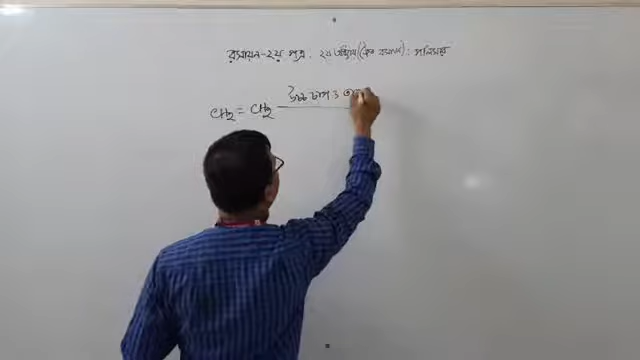 রসায়ন-২য় পত্র: ২য় অধ্যায় (জৈব রসায়ন): পলিমার
CH2 = CH2 উচ্চ চাপ ও